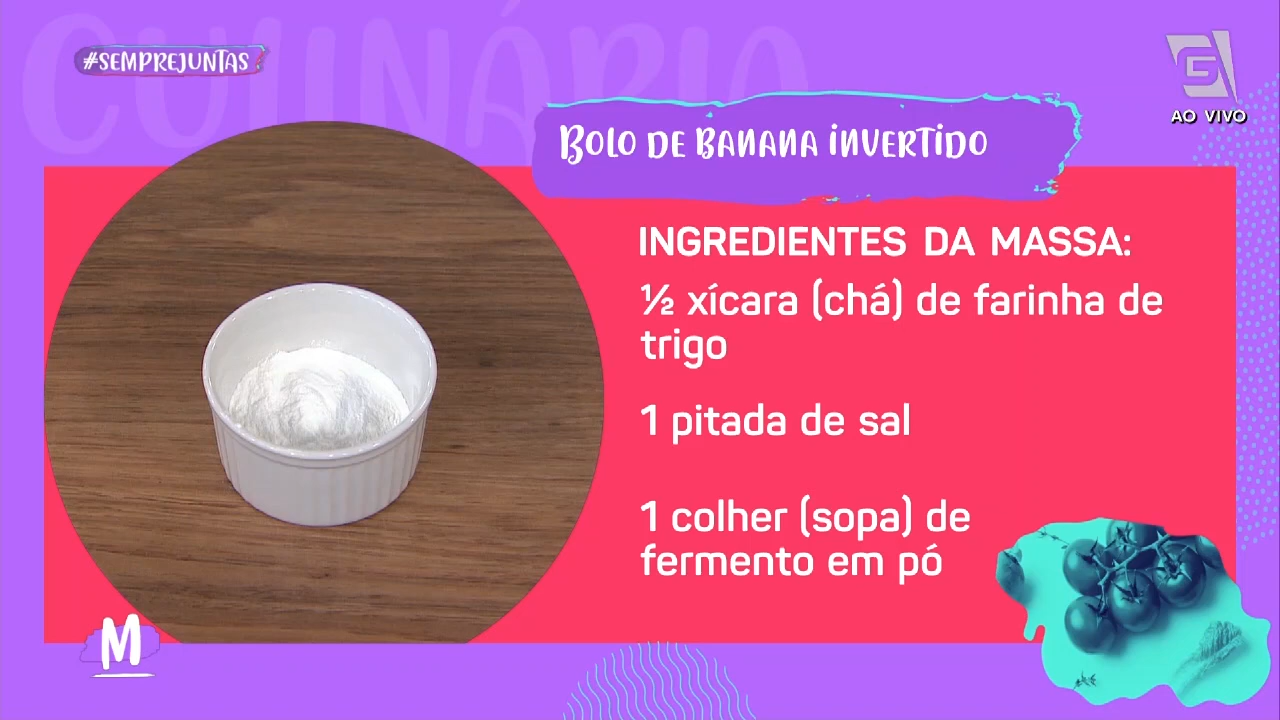 CULINÁRIA
#SEMPREJUNTAS
AO VIVO
BOLO DE BANANA INVERTIDO
INGREDIENTES DA MASSA:
½ xícara (chá) de farinha de
trigo
1 pitada de sal
1 colher (sopa) de
fermento em pó
M